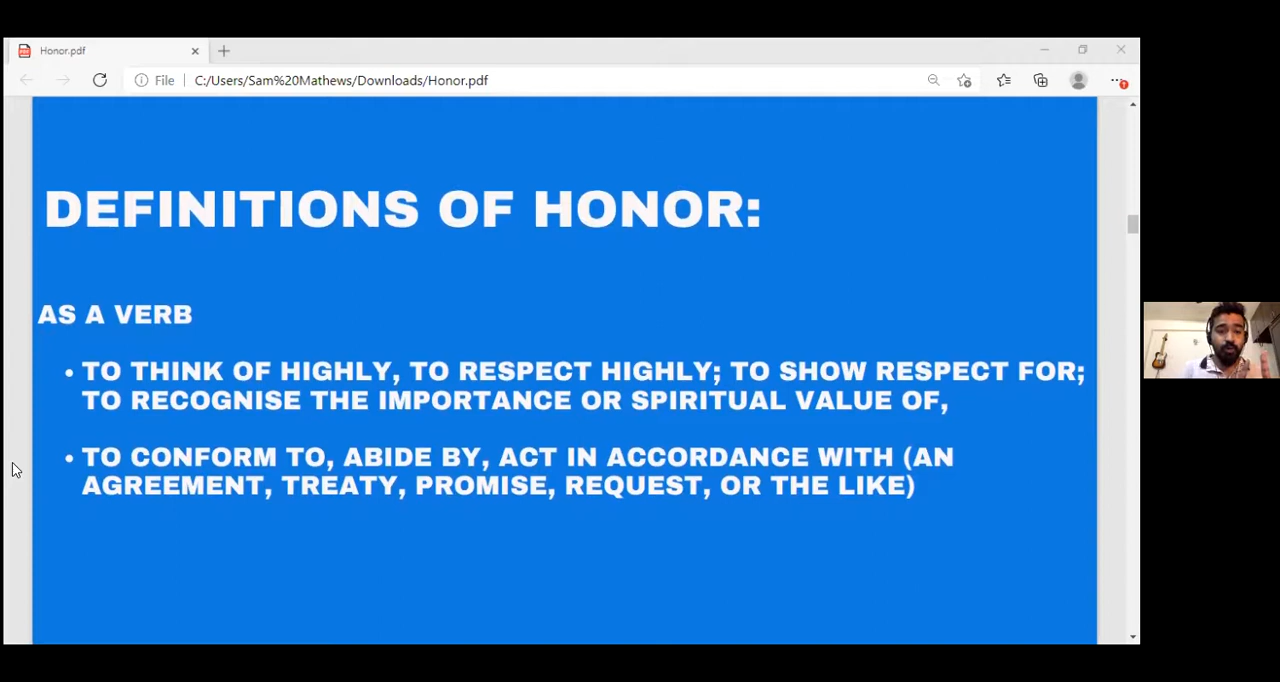 Honor.pdf
File
C:/Users/Sam%20Mathews/Downloads/Honor.pdf
DEFINITIONS OF HONOR:
AS A VERB
• TO THINK OF HIGHLY, TO RESPECT HIGHLY; TO SHOW RESPECT FOR;
TO RECOGNISE THE IMPORTANCE OR SPIRITUAL VALUE OF,
• TO CONFORM TO, ABIDE BY, ACT IN ACCORDANCE WITH (AN
AGREEMENT, TREATY, PROMISE, REQUEST, OR THE LIKE)